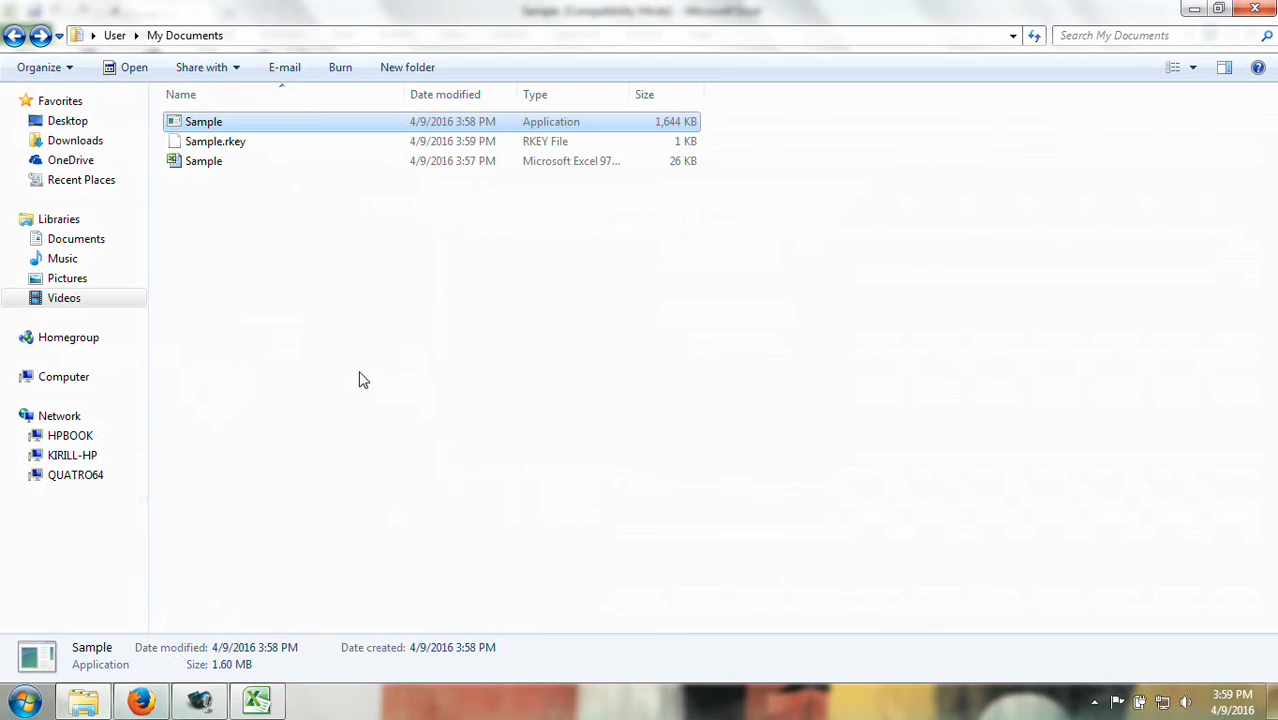 Sample [Compatibility Mode] - Microsoft Excel
User My Documents
Search My Documents
Organize Open Share with E-mail Burn New folder
Name Date modified Type Size
Favorites
Desktop
Downloads
OneDrive
Recent Places
Libraries
Documents
Music
Pictures
Videos
Homegroup
Computer
Network
HPBOOK
KIRILL-HP
QUATRO64
Sample 4/9/2016 3:58 PM Application 1,644 KB
Sample.rkey 4/9/2016 3:59 PM RKEY File 1 KB
Sample 4/9/2016 3:57 PM Microsoft Excel 97... 26 KB
Sample Date modified: 4/9/2016 3:58 PM Date created: 4/9/2016 3:58 PM
Application Size: 1.60 MB
3:59 PM
4/9/2016